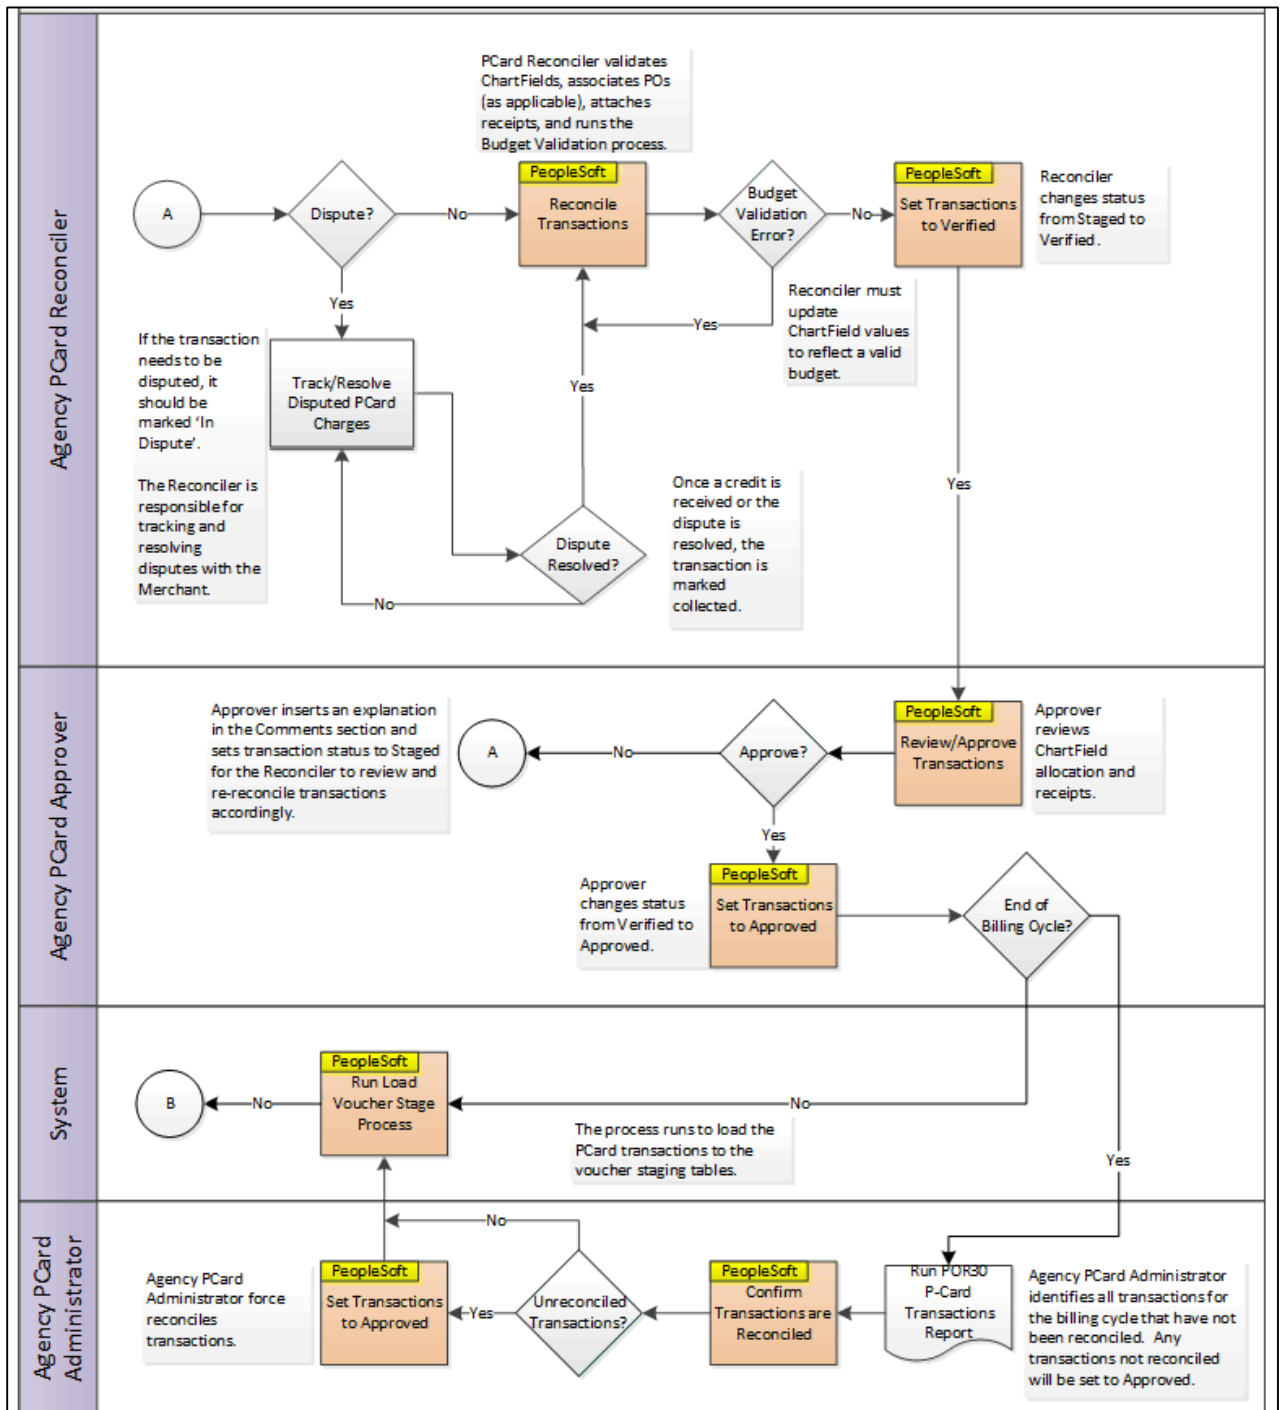 Agency PCard Reconciler
PCard Reconciler validates
ChartFields, associates POs
(as applicable), attaches
receipts, and runs the
Budget Validation process.
A
Dispute?
No
PeopleSoft
Reconcile
Transactions
Budget
Validation
Error?
No
PeopleSoft
Set Transactions
to Verified
Reconciler
changes status
from Staged to
Verified.
Yes
If the transaction
needs to be
disputed, it
should be
marked ‘In
Dispute’.
The Reconciler is
responsible for
tracking and
resolving
disputes with the
Merchant.
Track/Resolve
Disputed PCard
Charges
Yes
Yes
Reconciler must
update
ChartField values
to reflect a valid
budget.
Dispute
Resolved?
No
Once a credit is
received or the
dispute is
resolved, the
transaction is
marked
collected.
Yes
Agency PCard Approver
Approver inserts an explanation
in the Comments section and
sets transaction status to Staged
for the Reconciler to review and
re-reconcile transactions
accordingly.
A
No
Approve?
PeopleSoft
Review/Approve
Transactions
Approver
reviews
ChartField
allocation and
receipts.
Yes
Approver
changes status
from Verified to
Approved.
PeopleSoft
Set Transactions
to Approved
End of
Billing Cycle?
System
B
No
PeopleSoft
Run Load
Voucher Stage
Process
No
The process runs to load the
PCard transactions to the
voucher staging tables.
Yes
Agency PCard
Administrator
No
Agency PCard
Administrator force
reconciles
transactions.
PeopleSoft
Set Transactions
to Approved
Yes
Unreconciled
Transactions?
PeopleSoft
Confirm
Transactions are
Reconciled
Run POR30
P-Card
Transactions
Report
Agency PCard Administrator
identifies all transactions for
the billing cycle that have not
been reconciled. Any
transactions not reconciled
will be set to Approved.